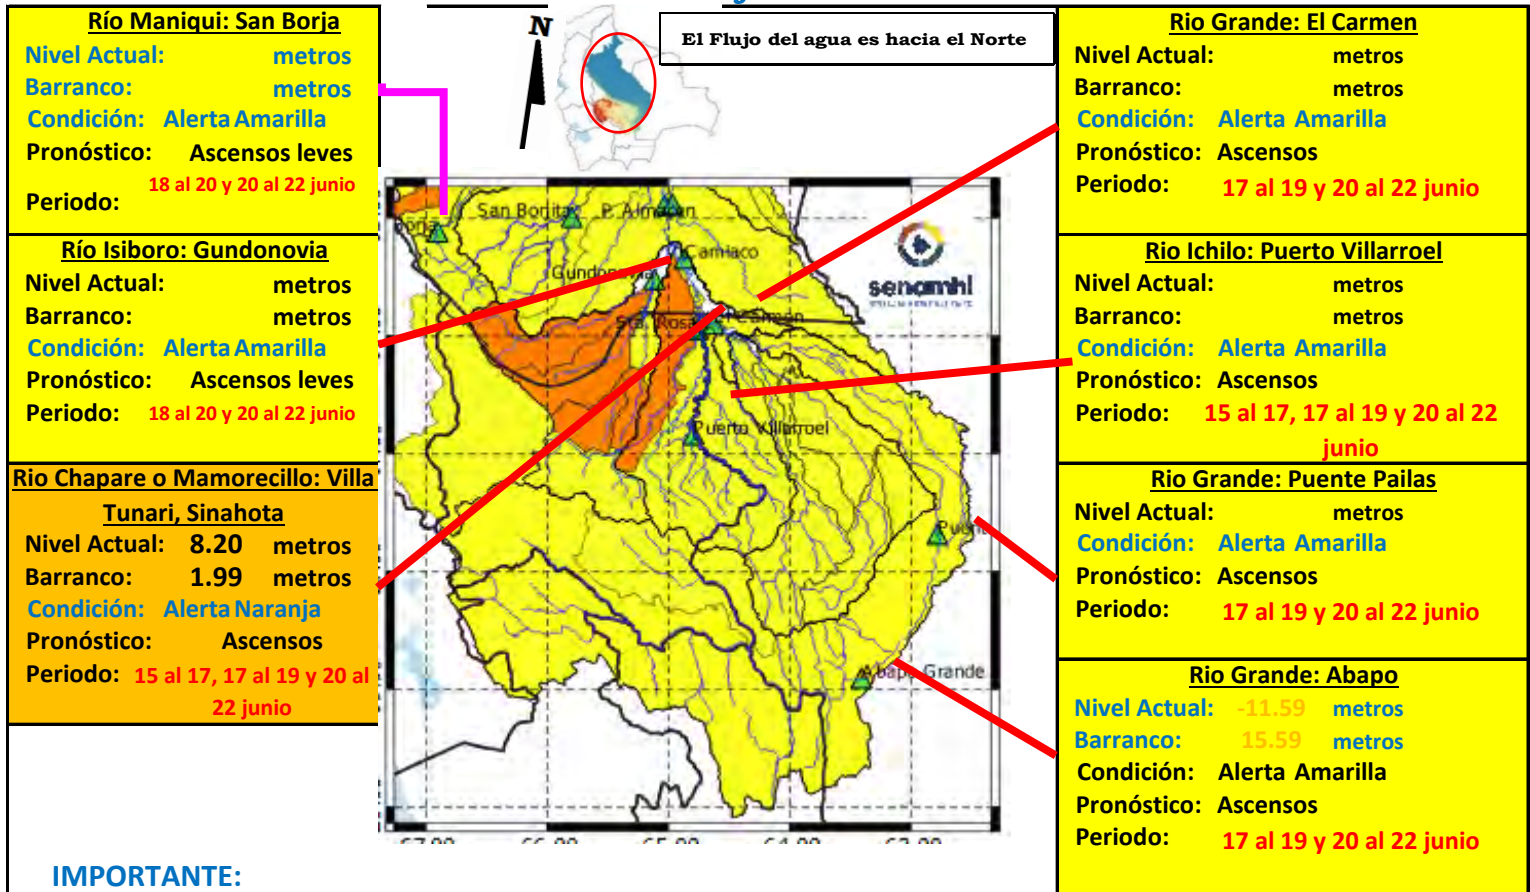 Río Maniqui: San Borja
Nivel Actual: metros
Barranco: metros
Condición: Alerta Amarilla
Pronóstico: Ascensos leves
18 al 20 y 20 al 22 junio
Periodo:
Río Isiboro: Gundonovia
Nivel Actual: metros
Barranco: metros
Condición: Alerta Amarilla
Pronóstico: Ascensos leves
Periodo: 18 al 20 y 20 al 22 junio
Rio Chapare o Mamorecillo: Villa
Tunari, Sinahota
Nivel Actual: 8.20 metros
Barranco: 1.99 metros
Condición: Alerta Naranja
Pronóstico: Ascensos
Periodo: 15 al 17, 17 al 19 y 20 al
22 junio
IMPORTANTE:
N
El Flujo del agua es hacia el Norte
San Bonita
P. Almacen
Camiaco
Gundonovia
senamhi
Sta. Rosa
El Carmen
Puerto Villarroel
Abapo Grande
Rio Grande: El Carmen
Nivel Actual: metros
Barranco: metros
Condición: Alerta Amarilla
Pronóstico: Ascensos
Periodo: 17 al 19 y 20 al 22 junio
Rio Ichilo: Puerto Villarroel
Nivel Actual: metros
Barranco: metros
Condición: Alerta Amarilla
Pronóstico: Ascensos
Periodo: 15 al 17, 17 al 19 y 20 al 22
junio
Rio Grande: Puente Pailas
Nivel Actual: metros
Condición: Alerta Amarilla
Pronóstico: Ascensos
Periodo: 17 al 19 y 20 al 22 junio
Rio Grande: Abapo
Nivel Actual: -11.59 metros
Barranco: 15.59 metros
Condición: Alerta Amarilla
Pronóstico: Ascensos
Periodo: 17 al 19 y 20 al 22 junio